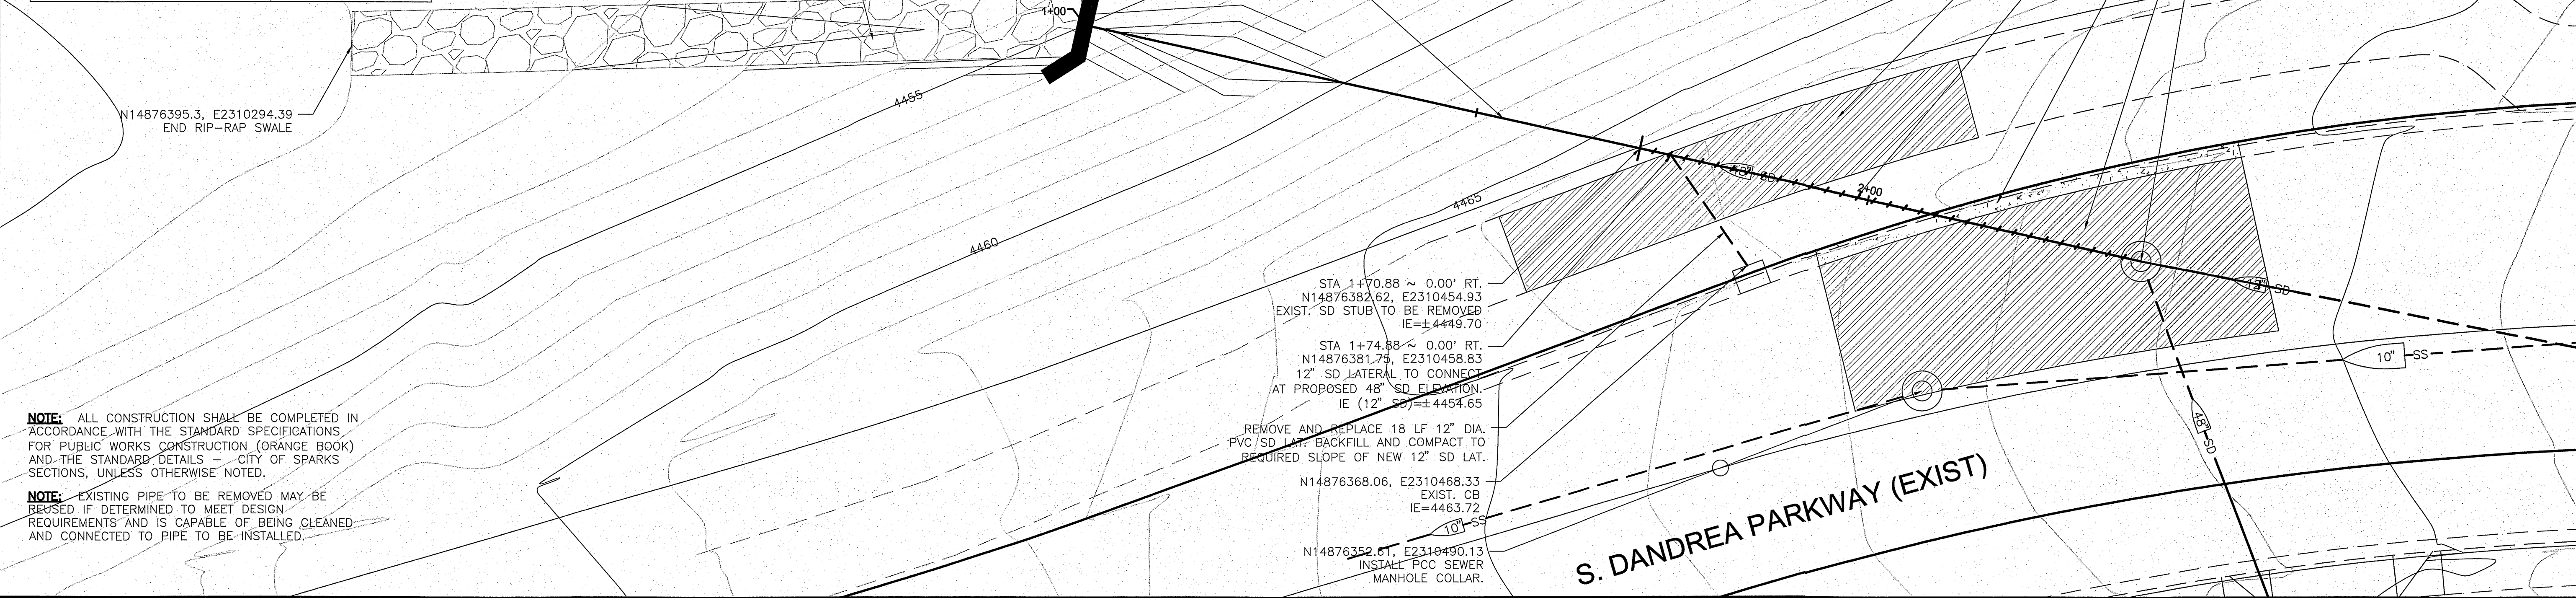 1+00
4455
N14876395.3, E2310294.39
END RIP-RAP SWALE
48" SD
2+00
4465
4460
STA 1+70.88 ~ 0.00' RT.
N14876382.62, E2310454.93
EXIST. SD STUB TO BE REMOVED
IE=±4449.70
12" SD
STA 1+74.88 ~ 0.00' RT.
N14876381.75, E2310458.83
12" SD LATERAL TO CONNECT
AT PROPOSED 48" SD ELEVATION.
IE (12" SD)=±4454.65
10" SS
REMOVE AND REPLACE 18 LF 12" DIA.
PVC SD LAT. BACKFILL AND COMPACT TO
REQUIRED SLOPE OF NEW 12" SD LAT.
48" SD
NOTE: ALL CONSTRUCTION SHALL BE COMPLETED IN
ACCORDANCE WITH THE STANDARD SPECIFICATIONS
FOR PUBLIC WORKS CONSTRUCTION (ORANGE BOOK)
AND THE STANDARD DETAILS - CITY OF SPARKS
SECTIONS, UNLESS OTHERWISE NOTED.
N14876368.06, E2310468.33
EXIST. CB
IE=4463.72
NOTE: EXISTING PIPE TO BE REMOVED MAY BE
REUSED IF DETERMINED TO MEET DESIGN
REQUIREMENTS AND IS CAPABLE OF BEING CLEANED
AND CONNECTED TO PIPE TO BE INSTALLED.
10" SS
S. DANDREA PARKWAY (EXIST)
N14876352.61, E2310490.13
INSTALL PCC SEWER
MANHOLE COLLAR.